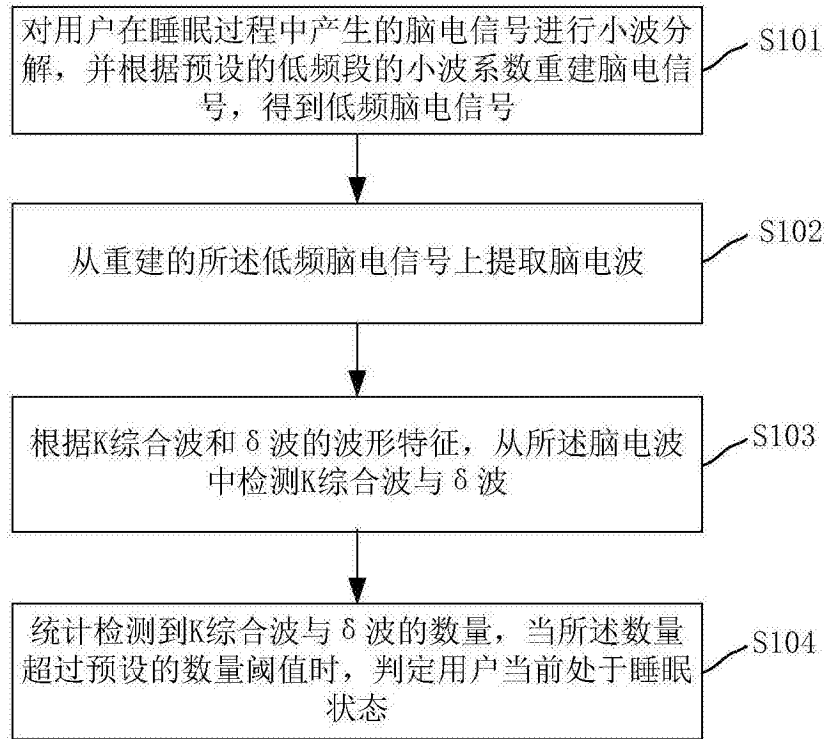 对用户在睡眠过程中产生的脑电信号进行小波分
解，并根据预设的低频段的小波系数重建脑电信
号，得到低频脑电信号
S101
从重建的所述低频脑电信号上提取脑电波
S102
根据K综合波和δ波的波形特征，从所述脑电波
中检测K综合波与δ波
S103
统计检测到K综合波与δ波的数量，当所述数量
超过预设的数量阈值时，判定用户当前处于睡眠
状态
S104